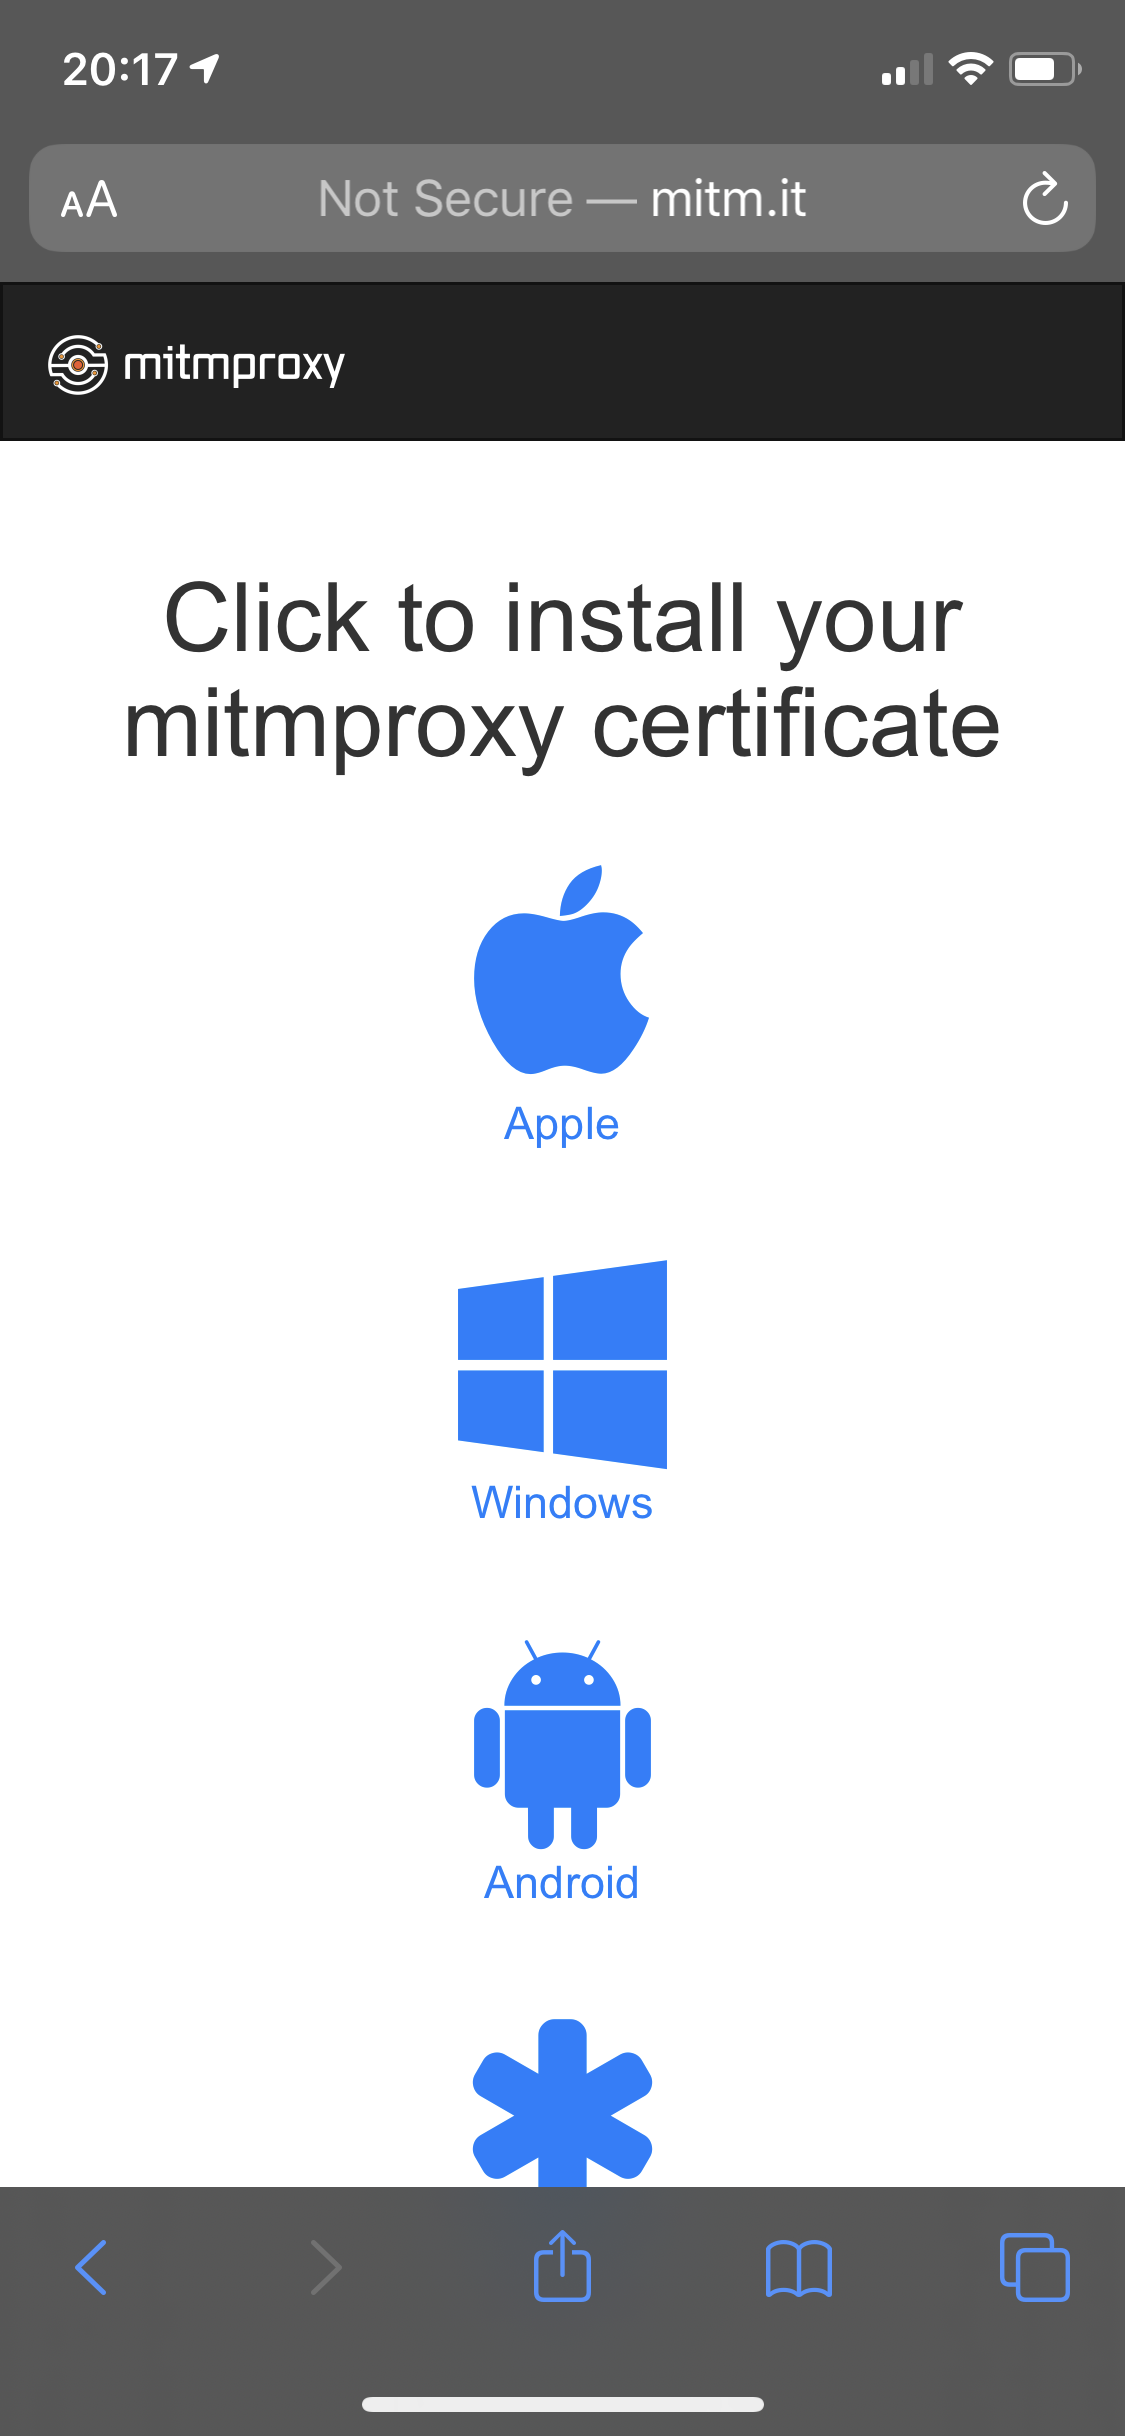 20:17
AA Not Secure — mitm.it
mitmproxy
Click to install your
mitmproxy certificate
Apple
Windows
Android